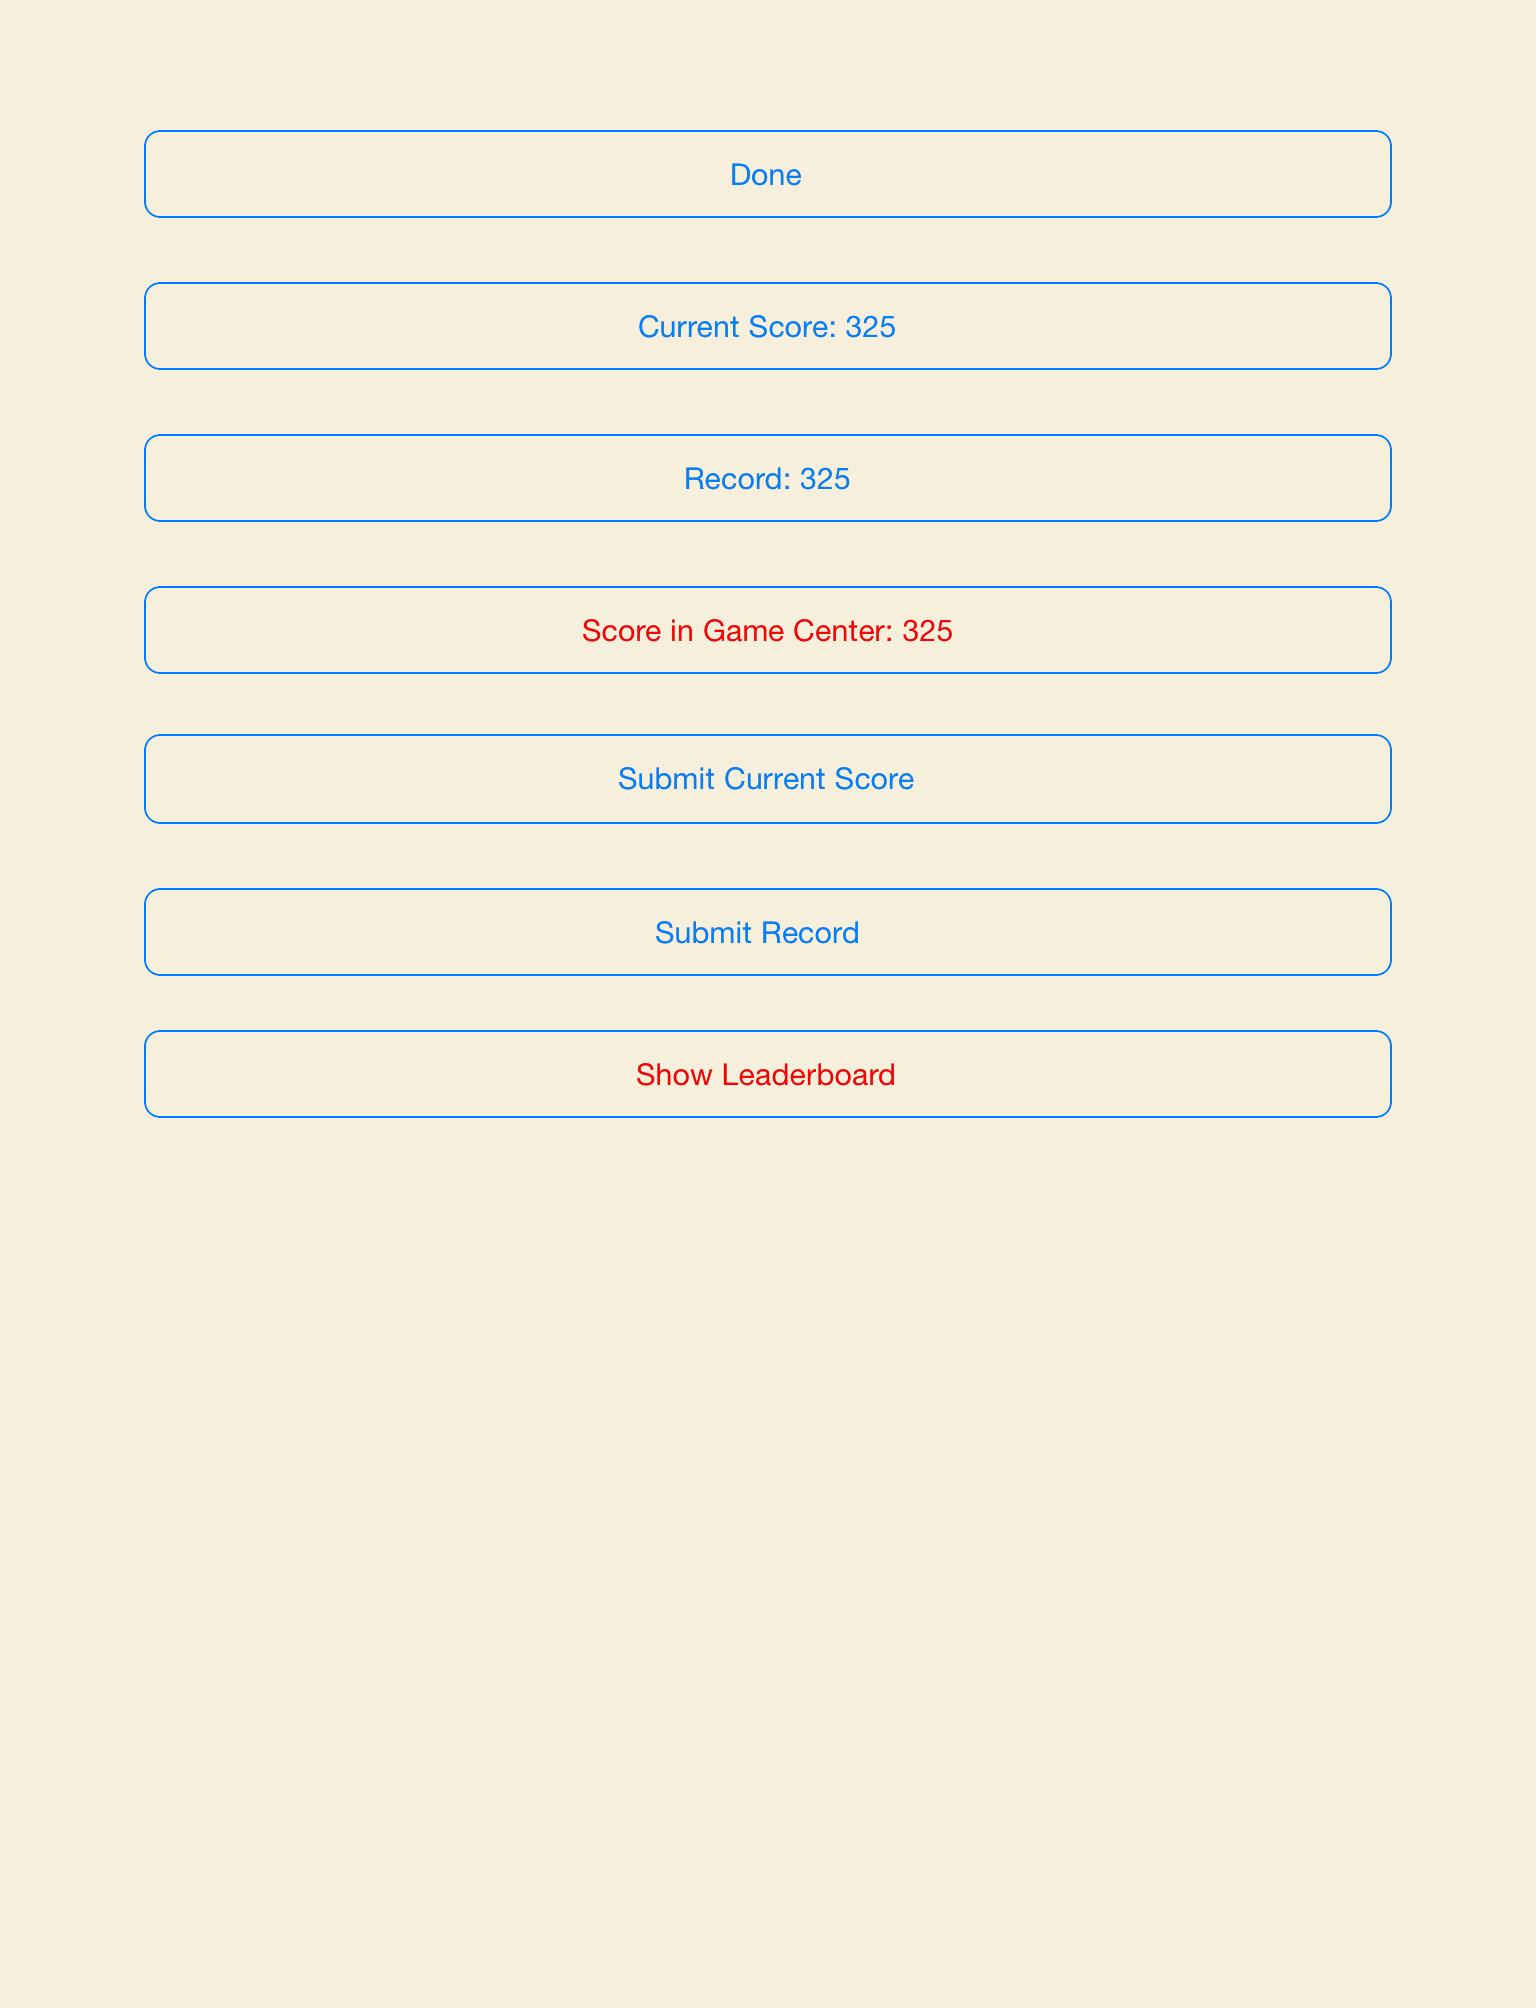 Done
Current Score: 325
Record: 325
Score in Game Center: 325
Submit Current Score
Submit Record
Show Leaderboard